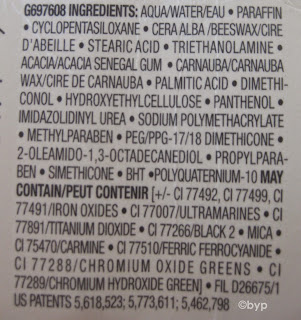 G697608 INGREDIENTS: AQUA/WATER/EAU • PARAFFIN
• CYCLOPENTASILOXANE • CERA ALBA/BEESWAX/CIRE
D'ABEILLE • STEARIC ACID • TRIETHANOLAMINE •
ACACIA/ACACIA SENEGAL GUM • CARNAUBA/CARNAUBA
WAX/CIRE DE CARNAUBA • PALMITIC ACID • DIMETHI-
CONOL • HYDROXYETHYLCELLULOSE • PANTHENOL •
IMIDAZOLIDINYL UREA • SODIUM POLYMETHACRYLATE
• METHYLPARABEN • PEG/PPG-17/18 DIMETHICONE •
2-OLEAMIDO-1,3-OCTADECANEDIOL • PROPYLPARA-
BEN • SIMETHICONE • BHT •POLYQUATERNIUM-10 MAY
CONTAIN/PEUT CONTENIR [+/- CI 77492, CI 77499, CI
77491/IRON OXIDES • CI 77007/ULTRAMARINES • CI
77891/TITANIUM DIOXIDE • CI 77266/BLACK 2 • MICA •
CI 75470/CARMINE • CI 77510/FERRIC FERROCYANIDE •
CI 77288/CHROMIUM OXIDE GREENS • CI
77289/CHROMIUM HYDROXIDE GREEN] • FIL D26675/1
US PATENTS 5,618,523; 5,773,611; 5,462,798
©byp